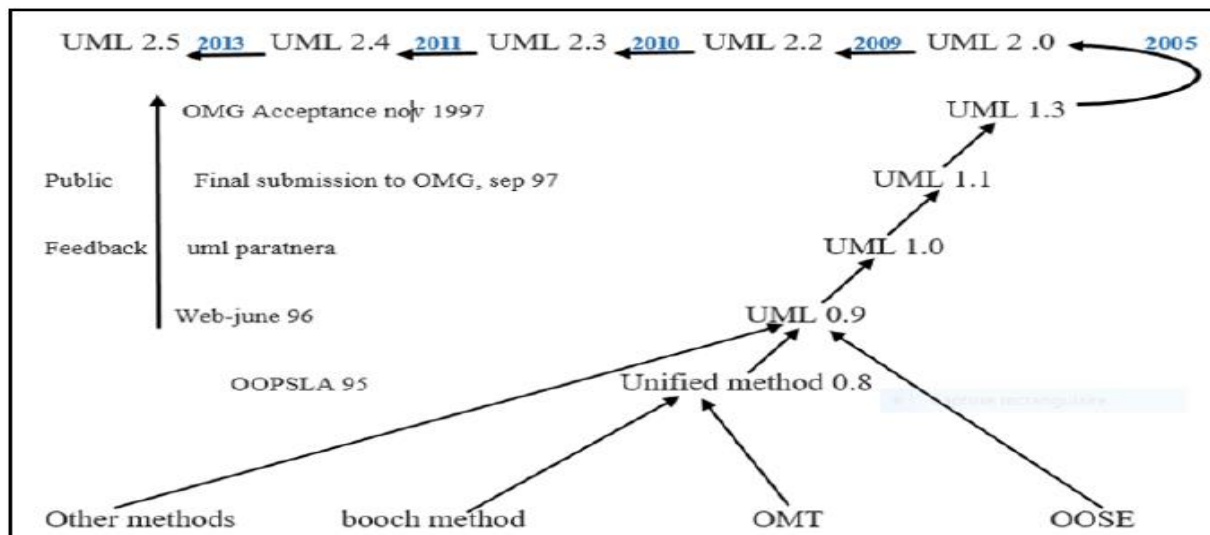 UML 2.5 2013 UML 2.4 2011 UML 2.3 2010 UML 2.2 2009 UML 2 .0 2005
OMG Acceptance nov 1997 UML 1.3
Public Final submission to OMG, sep 97 UML 1.1
Feedback uml paratnera UML 1.0
Web-june 96 UML 0.9
OOPSLA 95 Unified method 0.8
Other methods booch method OMT OOSE